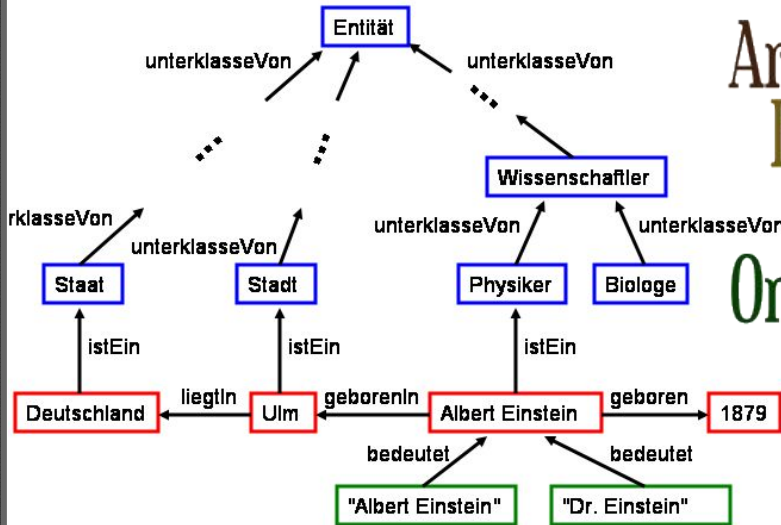 Entität
unterklasseVon
unterklasseVon
Wissenschaftler
rklasseVon
unterklasseVon
unterklasseVon
unterklasseVon
Staat
Stadt
Physiker
Biologe
istEin
istEin
istEin
Deutschland
liegtIn
Ulm
geborenIn
Albert Einstein
geboren
1879
bedeutet
bedeutet
"Albert Einstein"
"Dr. Einstein"